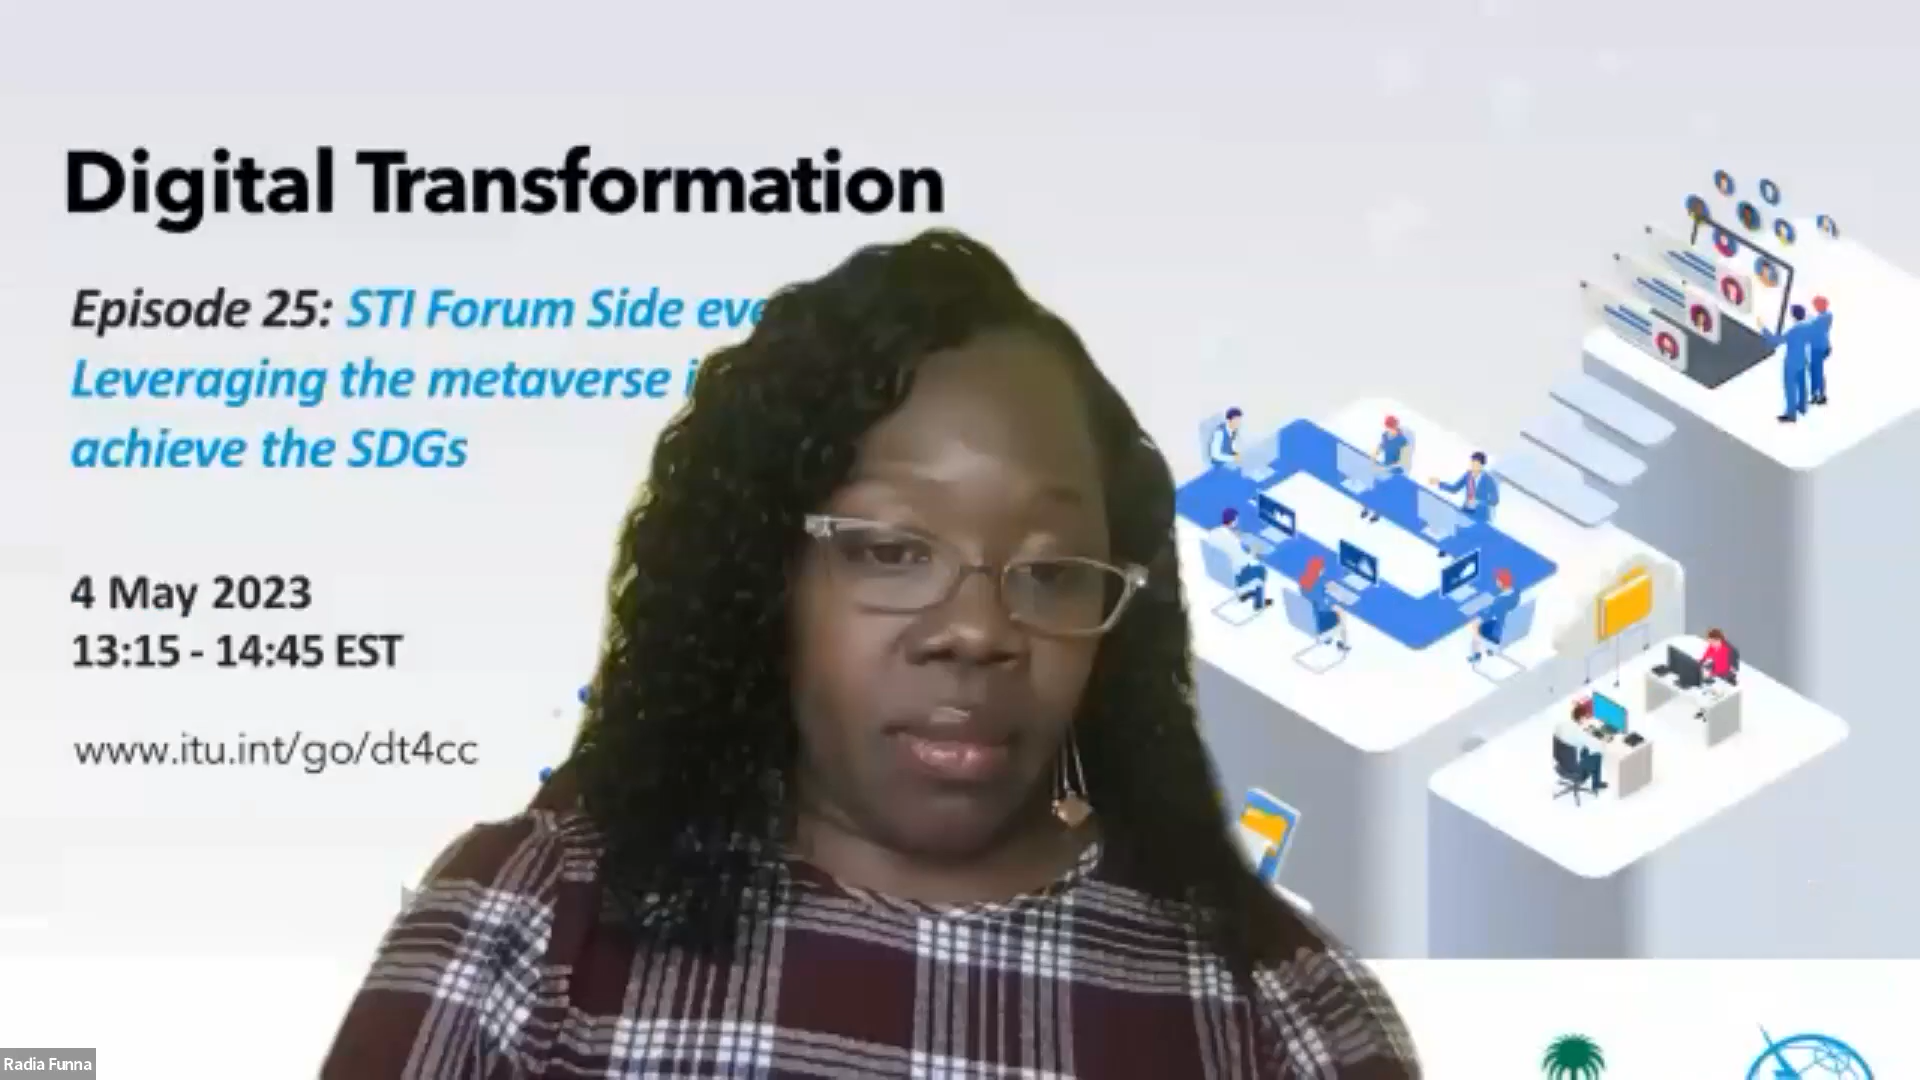 Digital Transformation
Episode 25: STI Forum Side
Leveraging the metaverse
achieve the SDGs
4 May 2023
13:15 - 14:45 EST
www.itu.int/go/dt4cc
Radia Funna